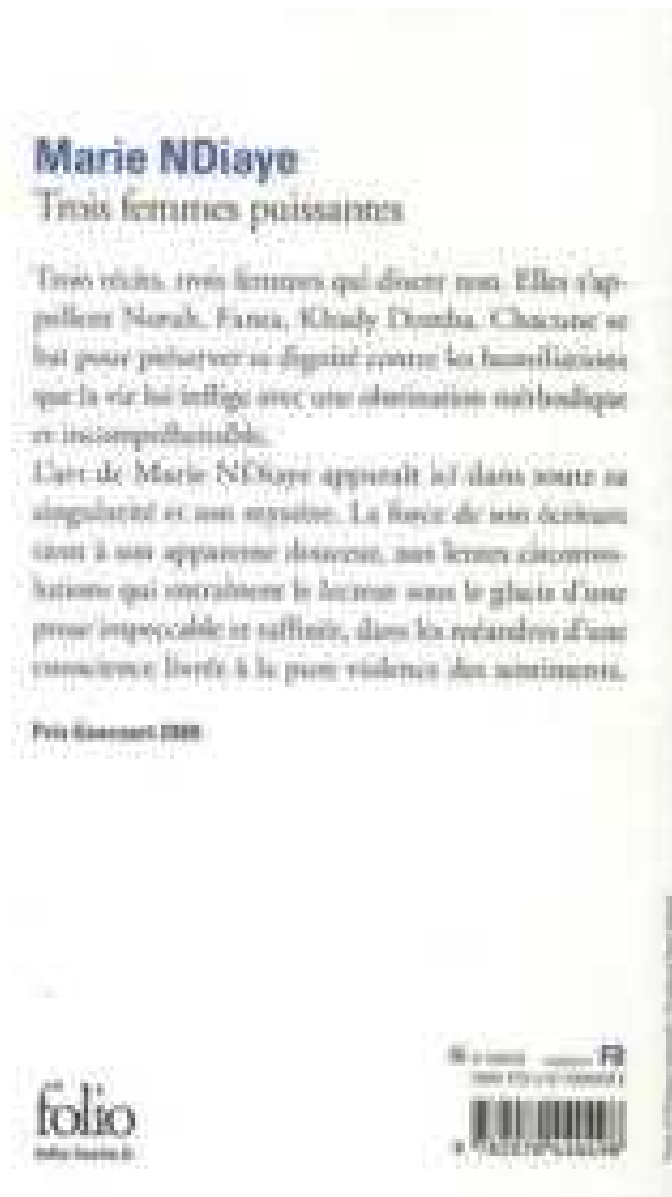 Marie NDiaye
Trois femmes puissantes
Trois récits, trois femmes qui disent non. Elles s'ap-
pellent Norah, Fanta, Khady Demba. Chacune se
bat pour préserver sa dignité contre les humiliations
que la vie lui inflige avec une obstination méthodique
et incompréhensible.
L'art de Marie NDiaye apparaît ici dans toute sa
singularité et son mystère. La force de son écriture
tient à son apparente douceur, aux lentes circonvo-
lutions qui entraînent le lecteur sous le glacis d'une
prose impeccable et raffinée, dans les méandres d'une
conscience livrée à la pure violence des sentiments.
Prix Goncourt 2009
folio